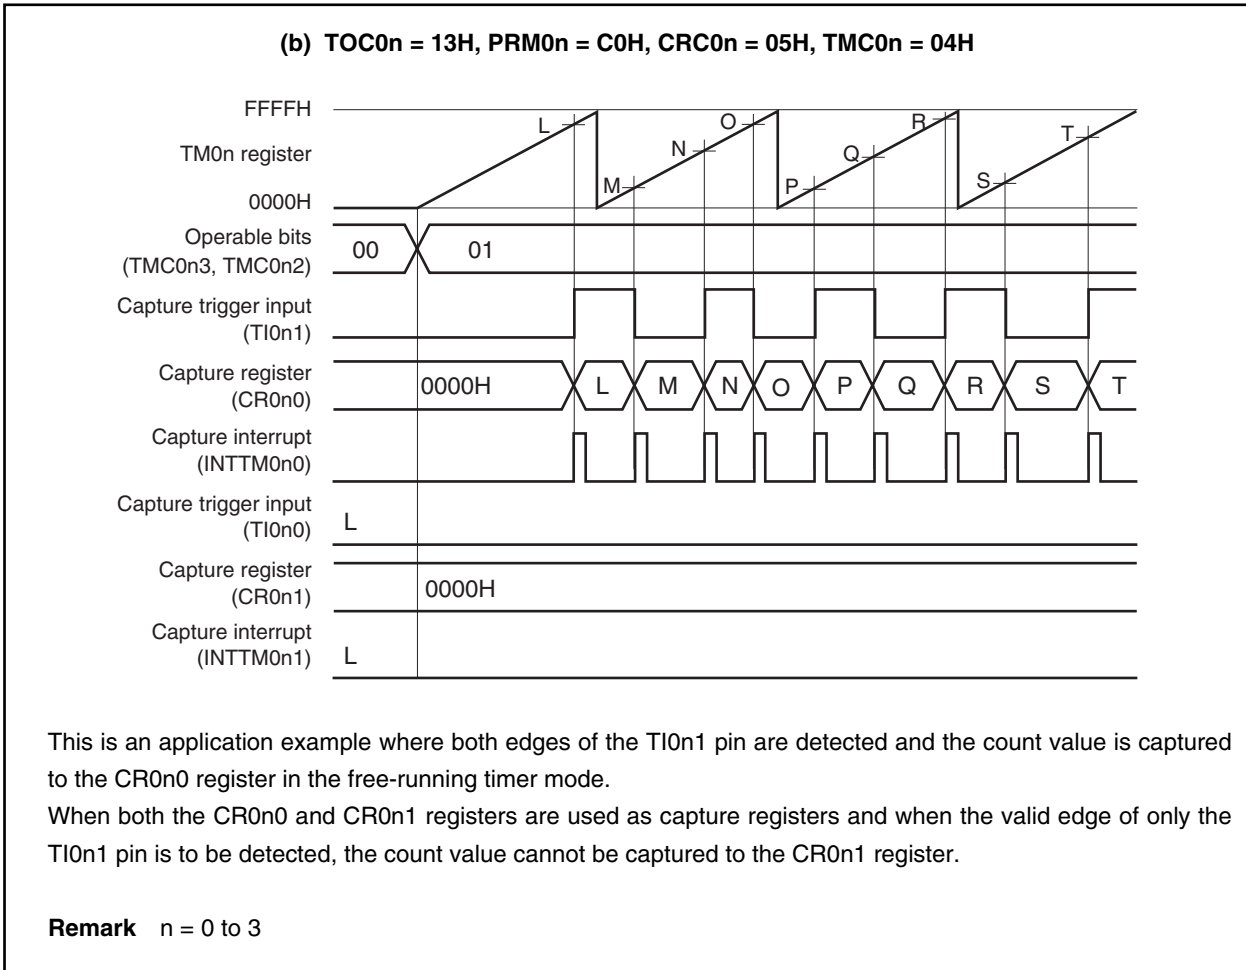 (b) TOC0n = 13H, PRM0n = C0H, CRC0n = 05H, TMC0n = 04H
FFFFH
TM0n register
0000H
L
M
N
O
P
Q
R
S
T
Operable bits
(TMC0n3, TMC0n2)
00
01
Capture trigger input
(TI0n1)
Capture register
(CR0n0)
0000H
L
M
N
O
P
Q
R
S
T
Capture interrupt
(INTTM0n0)
Capture trigger input
(TI0n0)
L
Capture register
(CR0n1)
0000H
Capture interrupt
(INTTM0n1)
L
This is an application example where both edges of the TI0n1 pin are detected and the count value is captured
to the CR0n0 register in the free-running timer mode.
When both the CR0n0 and CR0n1 registers are used as capture registers and when the valid edge of only the
TI0n1 pin is to be detected, the count value cannot be captured to the CR0n1 register.
Remark n = 0 to 3